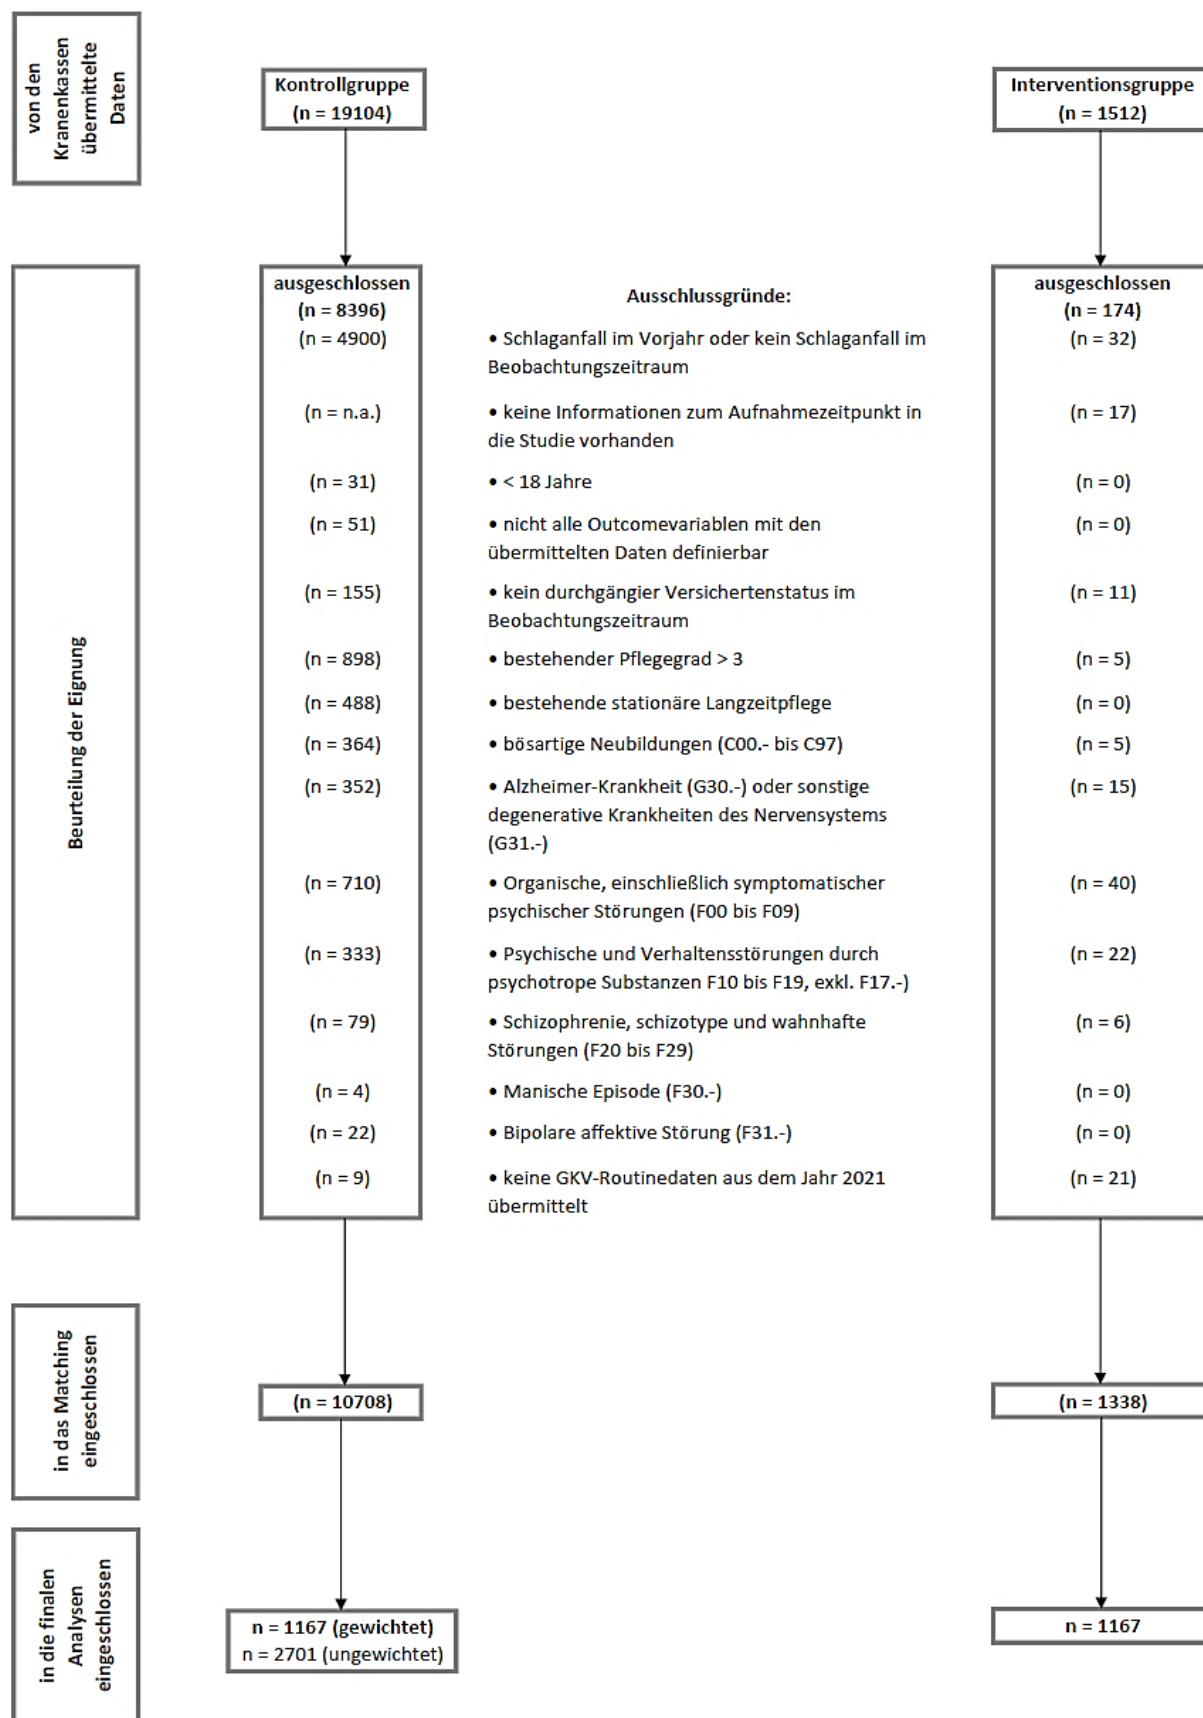 von den
Kranenkassen
übermittelte
Daten
Kontrollgruppe
(n = 19104)
Interventionsgruppe
(n = 1512)
Beurteilung der Eignung
ausgeschlossen
(n = 8396)
Ausschlussgründe:
ausgeschlossen
(n = 174)
(n = 4900)
• Schlaganfall im Vorjahr oder kein Schlaganfall im
Beobachtungszeitraum
(n = 32)
(n = n.a.)
• keine Informationen zum Aufnahmezeitpunkt in
die Studie vorhanden
(n = 17)
(n = 31)
• < 18 Jahre
(n = 0)
(n = 51)
• nicht alle Outcomevariablen mit den
übermittelten Daten definierbar
(n = 0)
(n = 155)
• kein durchgängier Versichertenstatus im
Beobachtungszeitraum
(n = 11)
(n = 898)
• bestehender Pflegegrad > 3
(n = 5)
(n = 488)
• bestehende stationäre Langzeitpflege
(n = 0)
(n = 364)
• bösartige Neubildungen (C00.- bis C97)
(n = 5)
(n = 352)
• Alzheimer-Krankheit (G30.-) oder sonstige
degenerative Krankheiten des Nervensystems
(G31.-)
(n = 15)
(n = 710)
• Organische, einschließlich symptomatischer
psychischer Störungen (F00 bis F09)
(n = 40)
(n = 333)
• Psychische und Verhaltensstörungen durch
psychotrope Substanzen F10 bis F19, exkl. F17.-)
(n = 22)
(n = 79)
• Schizophrenie, schizotype und wahnhafte
Störungen (F20 bis F29)
(n = 6)
(n = 4)
• Manische Episode (F30.-)
(n = 0)
(n = 22)
• Bipolare affektive Störung (F31.-)
(n = 0)
(n = 9)
• keine GKV-Routinedaten aus dem Jahr 2021
übermittelt
(n = 21)
in das Matching
eingeschlossen
(n = 10708)
(n = 1338)
in die finalen
Analysen
eingeschlossen
n = 1167 (gewichtet)
n = 2701 (ungewichtet)
n = 1167